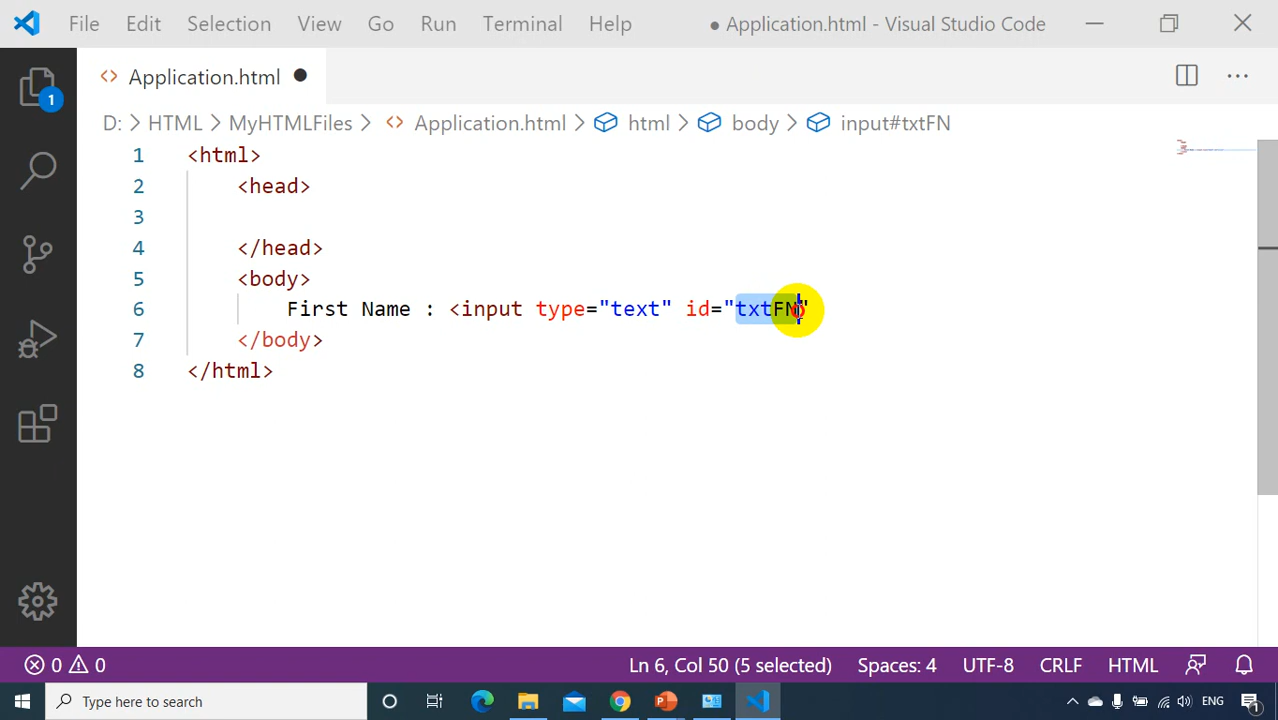 File Edit Selection View Go Run Terminal Help ● Application.html - Visual Studio Code
1
<> Application.html ●
D: > HTML > MyHTMLFiles > <> Application.html > html > body > input#txtFN
1 <html>
2 <head>
3
4 </head>
5 <body>
6 First Name : <input type="text" id="txtFN"
7 </body>
8 </html>
0 0 Ln 6, Col 50 (5 selected) Spaces: 4 UTF-8 CRLF HTML
Type here to search ENG 1